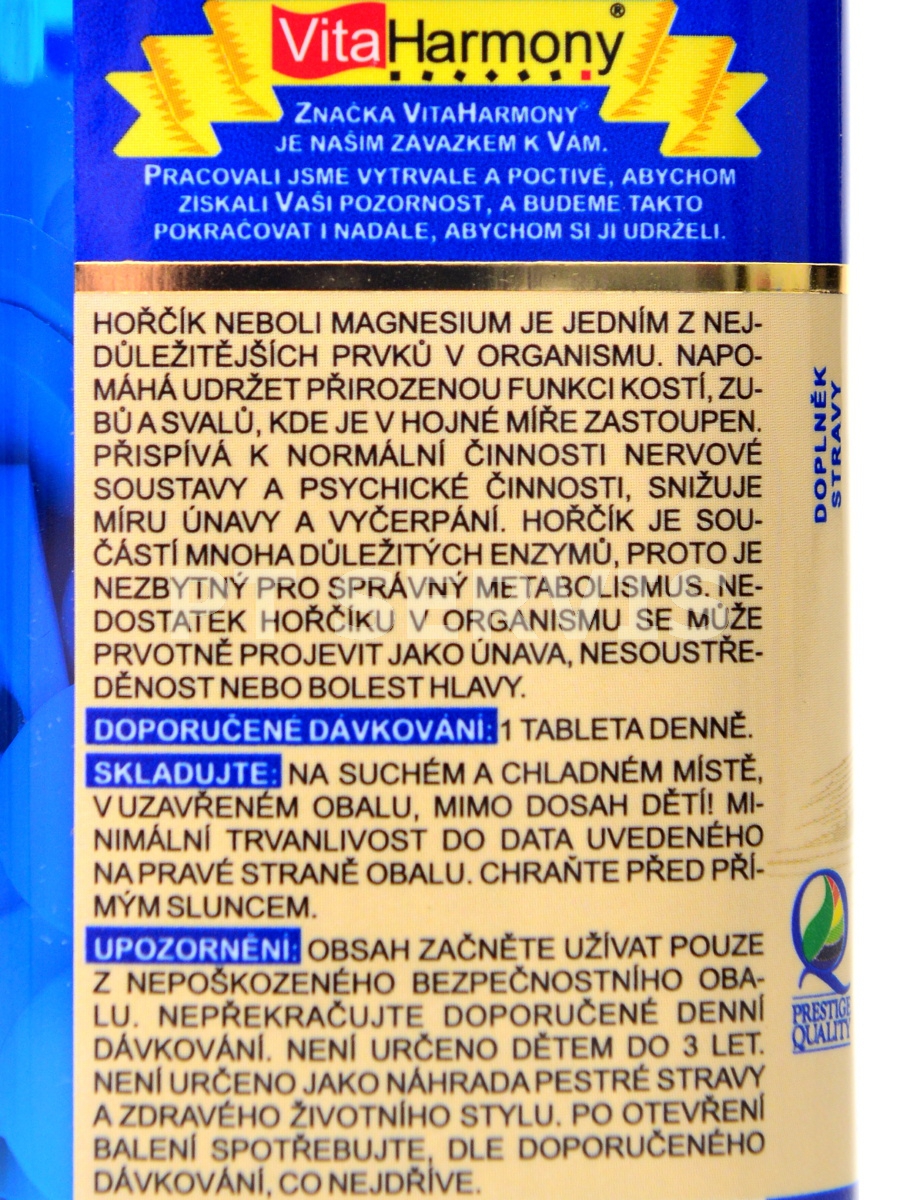 VitaHarmony®
ZNAČKA VITAHARMONY®
JE NAŠIM ZÁVAZKEM K VÁM.
PRACOVALI JSME VYTRVALE A POCTIVĚ, ABYCHOM
ZÍSKALI VAŠI POZORNOST, A BUDEME TAKTO
POKRAČOVAT I NADÁLE, ABYCHOM SI JI UDRŽELI.
HOŘČÍK NEBOLI MAGNESIUM JE JEDNÍM Z NEJ-
DŮLEŽITĚJŠÍCH PRVKŮ V ORGANISMU. NAPO-
MÁHÁ UDRŽET PŘIROZENOU FUNKCI KOSTÍ, ZU-
BŮ A SVALŮ, KDE JE V HOJNÉ MÍŘE ZASTOUPEN.
PŘISPÍVÁ K NORMÁLNÍ ČINNOSTI NERVOVÉ
SOUSTAVY A PSYCHICKÉ ČINNOSTI, SNIŽUJE
MÍRU ÚNAVY A VYČERPÁNÍ. HOŘČÍK JE SOU-
ČÁSTÍ MNOHA DŮLEŽITÝCH ENZYMŮ, PROTO JE
NEZBYTNÝ PRO SPRÁVNÝ METABOLISMUS. NE-
DOSTATEK HOŘČÍKU V ORGANISMU SE MŮŽE
PRVOTNĚ PROJEVIT JAKO ÚNAVA, NESOUSTŘE-
DĚNOST NEBO BOLEST HLAVY.
DOPORUČENÉ DÁVKOVÁNÍ: 1 TABLETA DENNĚ.
SKLADUJTE: NA SUCHÉM A CHLADNÉM MÍSTĚ,
V UZAVŘENÉM OBALU, MIMO DOSAH DĚTÍ! MI-
NIMÁLNÍ TRVANLIVOST DO DATA UVEDENÉHO
NA PRAVÉ STRANĚ OBALU. CHRAŇTE PŘED PŘÍ-
MÝM SLUNCEM.
UPOZORNĚNÍ: OBSAH ZAČNĚTE UŽÍVAT POUZE
Z NEPOŠKOZENÉHO BEZPEČNOSTNÍHO OBA-
LU. NEPŘEKRAČUJTE DOPORUČENÉ DENNÍ
DÁVKOVÁNÍ. NENÍ URČENO DĚTEM DO 3 LET.
NENÍ URČENO JAKO NÁHRADA PESTRÉ STRAVY
A ZDRAVÉHO ŽIVOTNÍHO STYLU. PO OTEVŘENÍ
BALENÍ SPOTŘEBUJTE, DLE DOPORUČENÉHO
DÁVKOVÁNÍ, CO NEJDŘÍVE.
DOPLNĚK
STRAVY
PRESTIGE
QUALITY